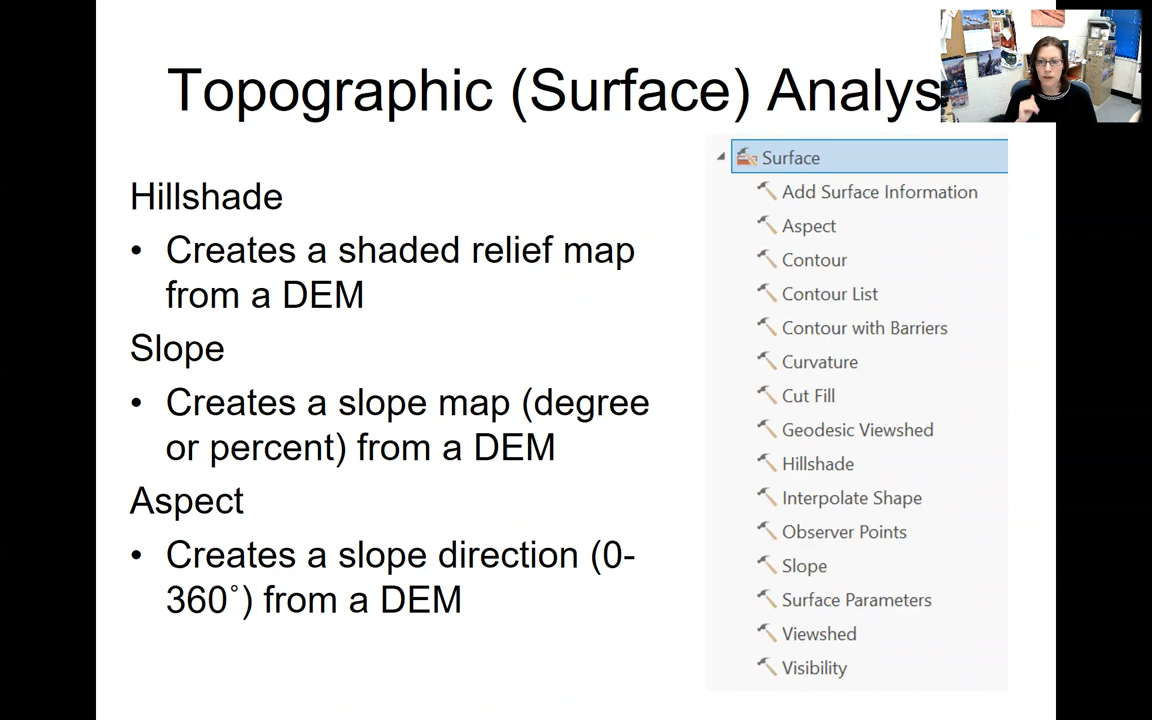 Topographic (Surface) Analys
Hillshade
• Creates a shaded relief map
from a DEM
Slope
• Creates a slope map (degree
or percent) from a DEM
Aspect
• Creates a slope direction (0-
360˚) from a DEM
Surface
Add Surface Information
Aspect
Contour
Contour List
Contour with Barriers
Curvature
Cut Fill
Geodesic Viewshed
Hillshade
Interpolate Shape
Observer Points
Slope
Surface Parameters
Viewshed
Visibility